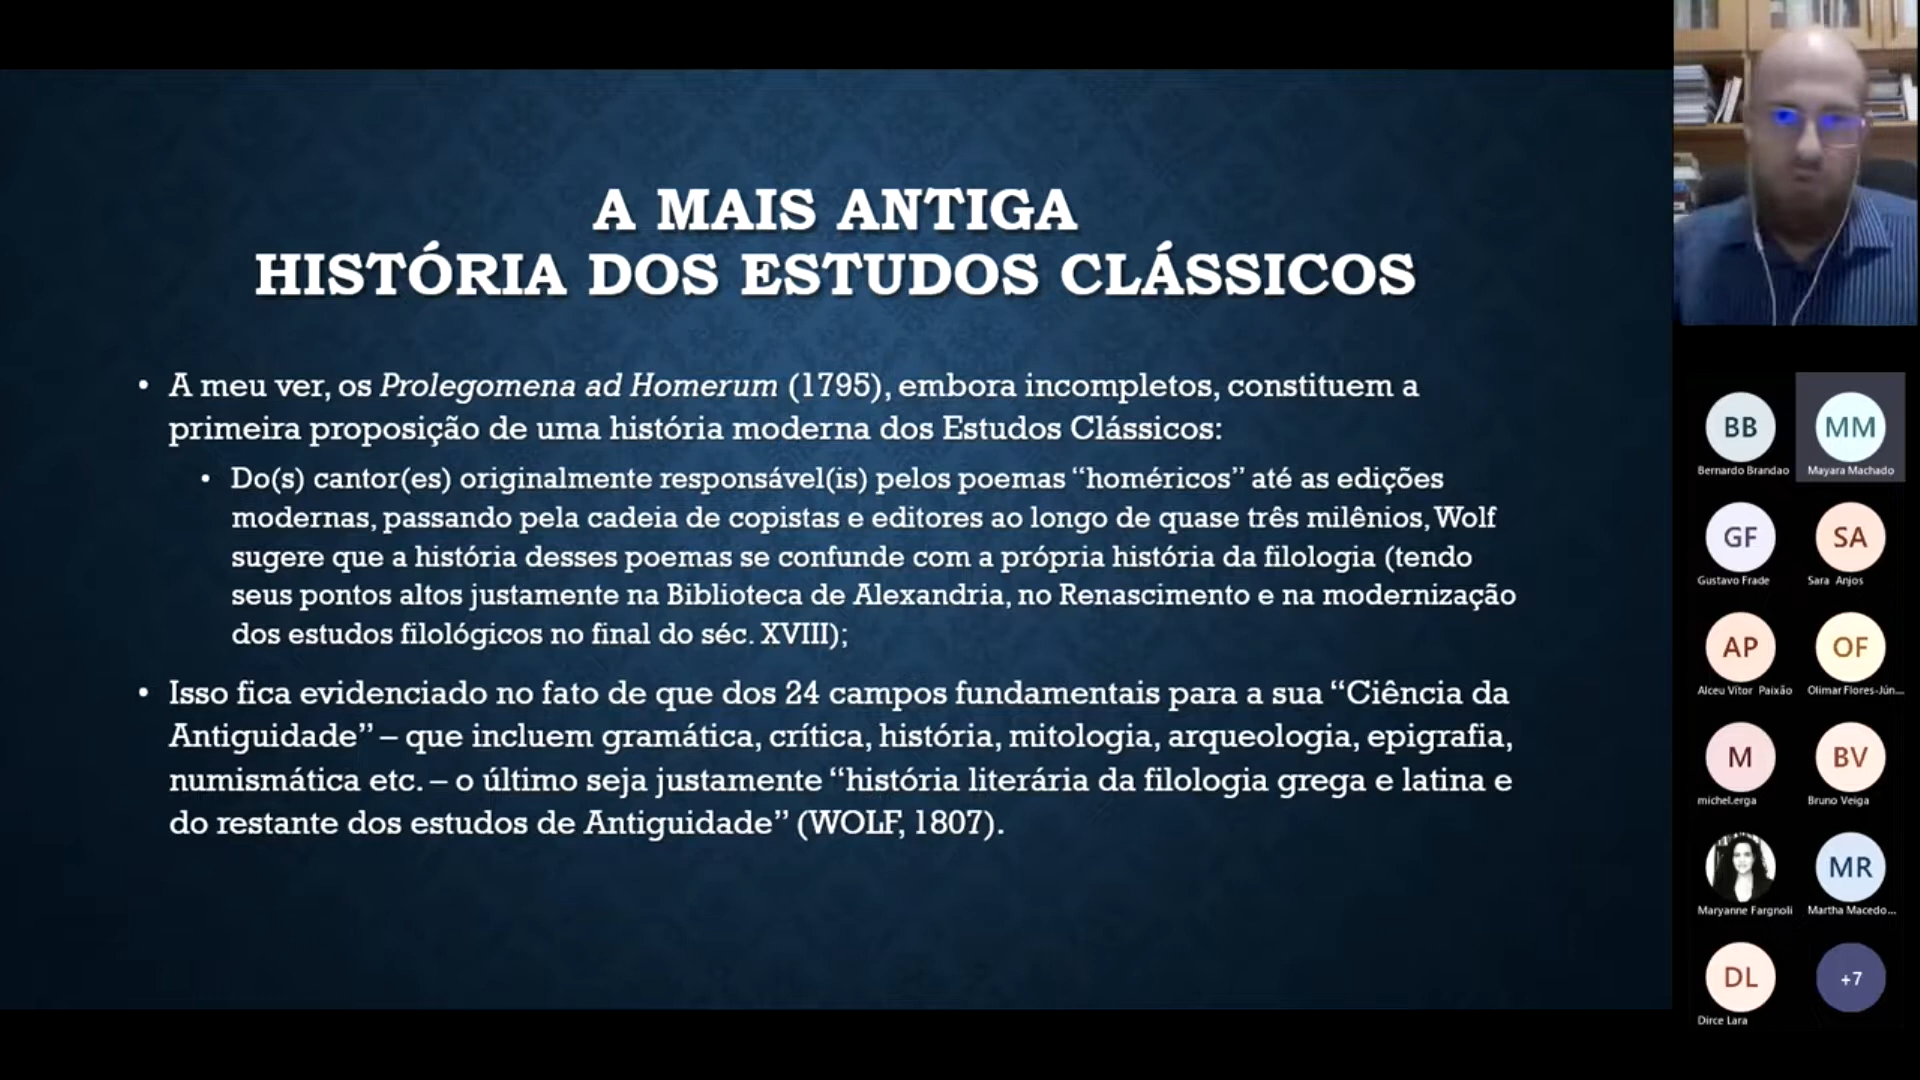 A MAIS ANTIGA
HISTÓRIA DOS ESTUDOS CLÁSSICOS
• A meu ver, os Prolegomena ad Homerum (1795), embora incompletos, constituem a
primeira proposição de uma história moderna dos Estudos Clássicos:
• Do(s) cantor(es) originalmente responsável(is) pelos poemas “homéricos” até as edições
modernas, passando pela cadeia de copistas e editores ao longo de quase três milênios, Wolf
sugere que a história desses poemas se confunde com a própria história da filologia (tendo
seus pontos altos justamente na Biblioteca de Alexandria, no Renascimento e na modernização
dos estudos filológicos no final do séc. XVIII);
• Isso fica evidenciado no fato de que dos 24 campos fundamentais para a sua “Ciência da
Antiguidade” – que incluem gramática, crítica, história, mitologia, arqueologia, epigrafia,
numismática etc. – o último seja justamente “história literária da filologia grega e latina e
do restante dos estudos de Antiguidade” (WOLF, 1807).
BB MM
Bernardo Brandao Mayara Machado
GF SA
Gustavo Frade Sara Anjos
AP OF
Alceu Vítor Paixão Olimar Flores-Jún...
M BV
michel.erga Bruno Veiga
MR
Maryanne Fargnoli Martha Macedo...
DL +7
Dirce Lara